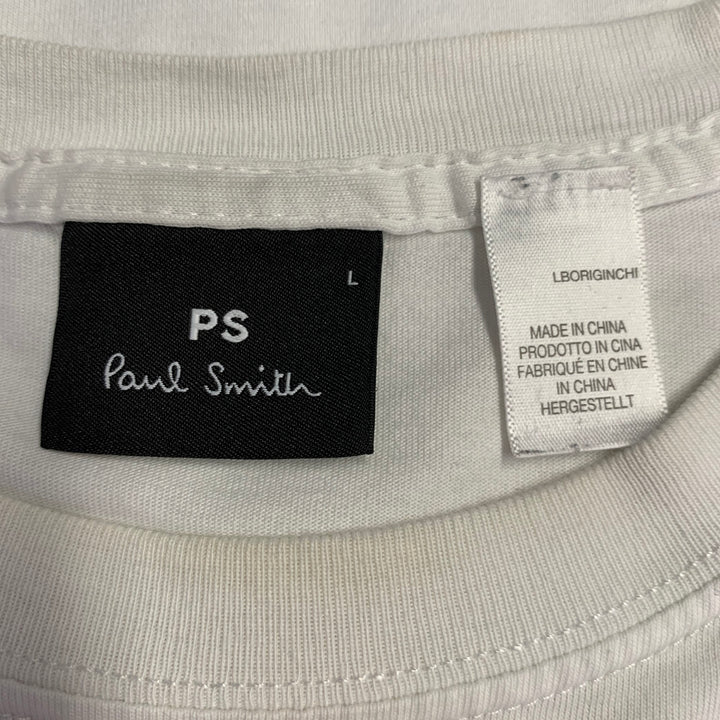 L
PS
Paul Smith
LBORIGINCHI
MADE IN CHINA
PRODOTTO IN CINA
FABRIQUÉ EN CHINE
IN CHINA
HERGESTELLT